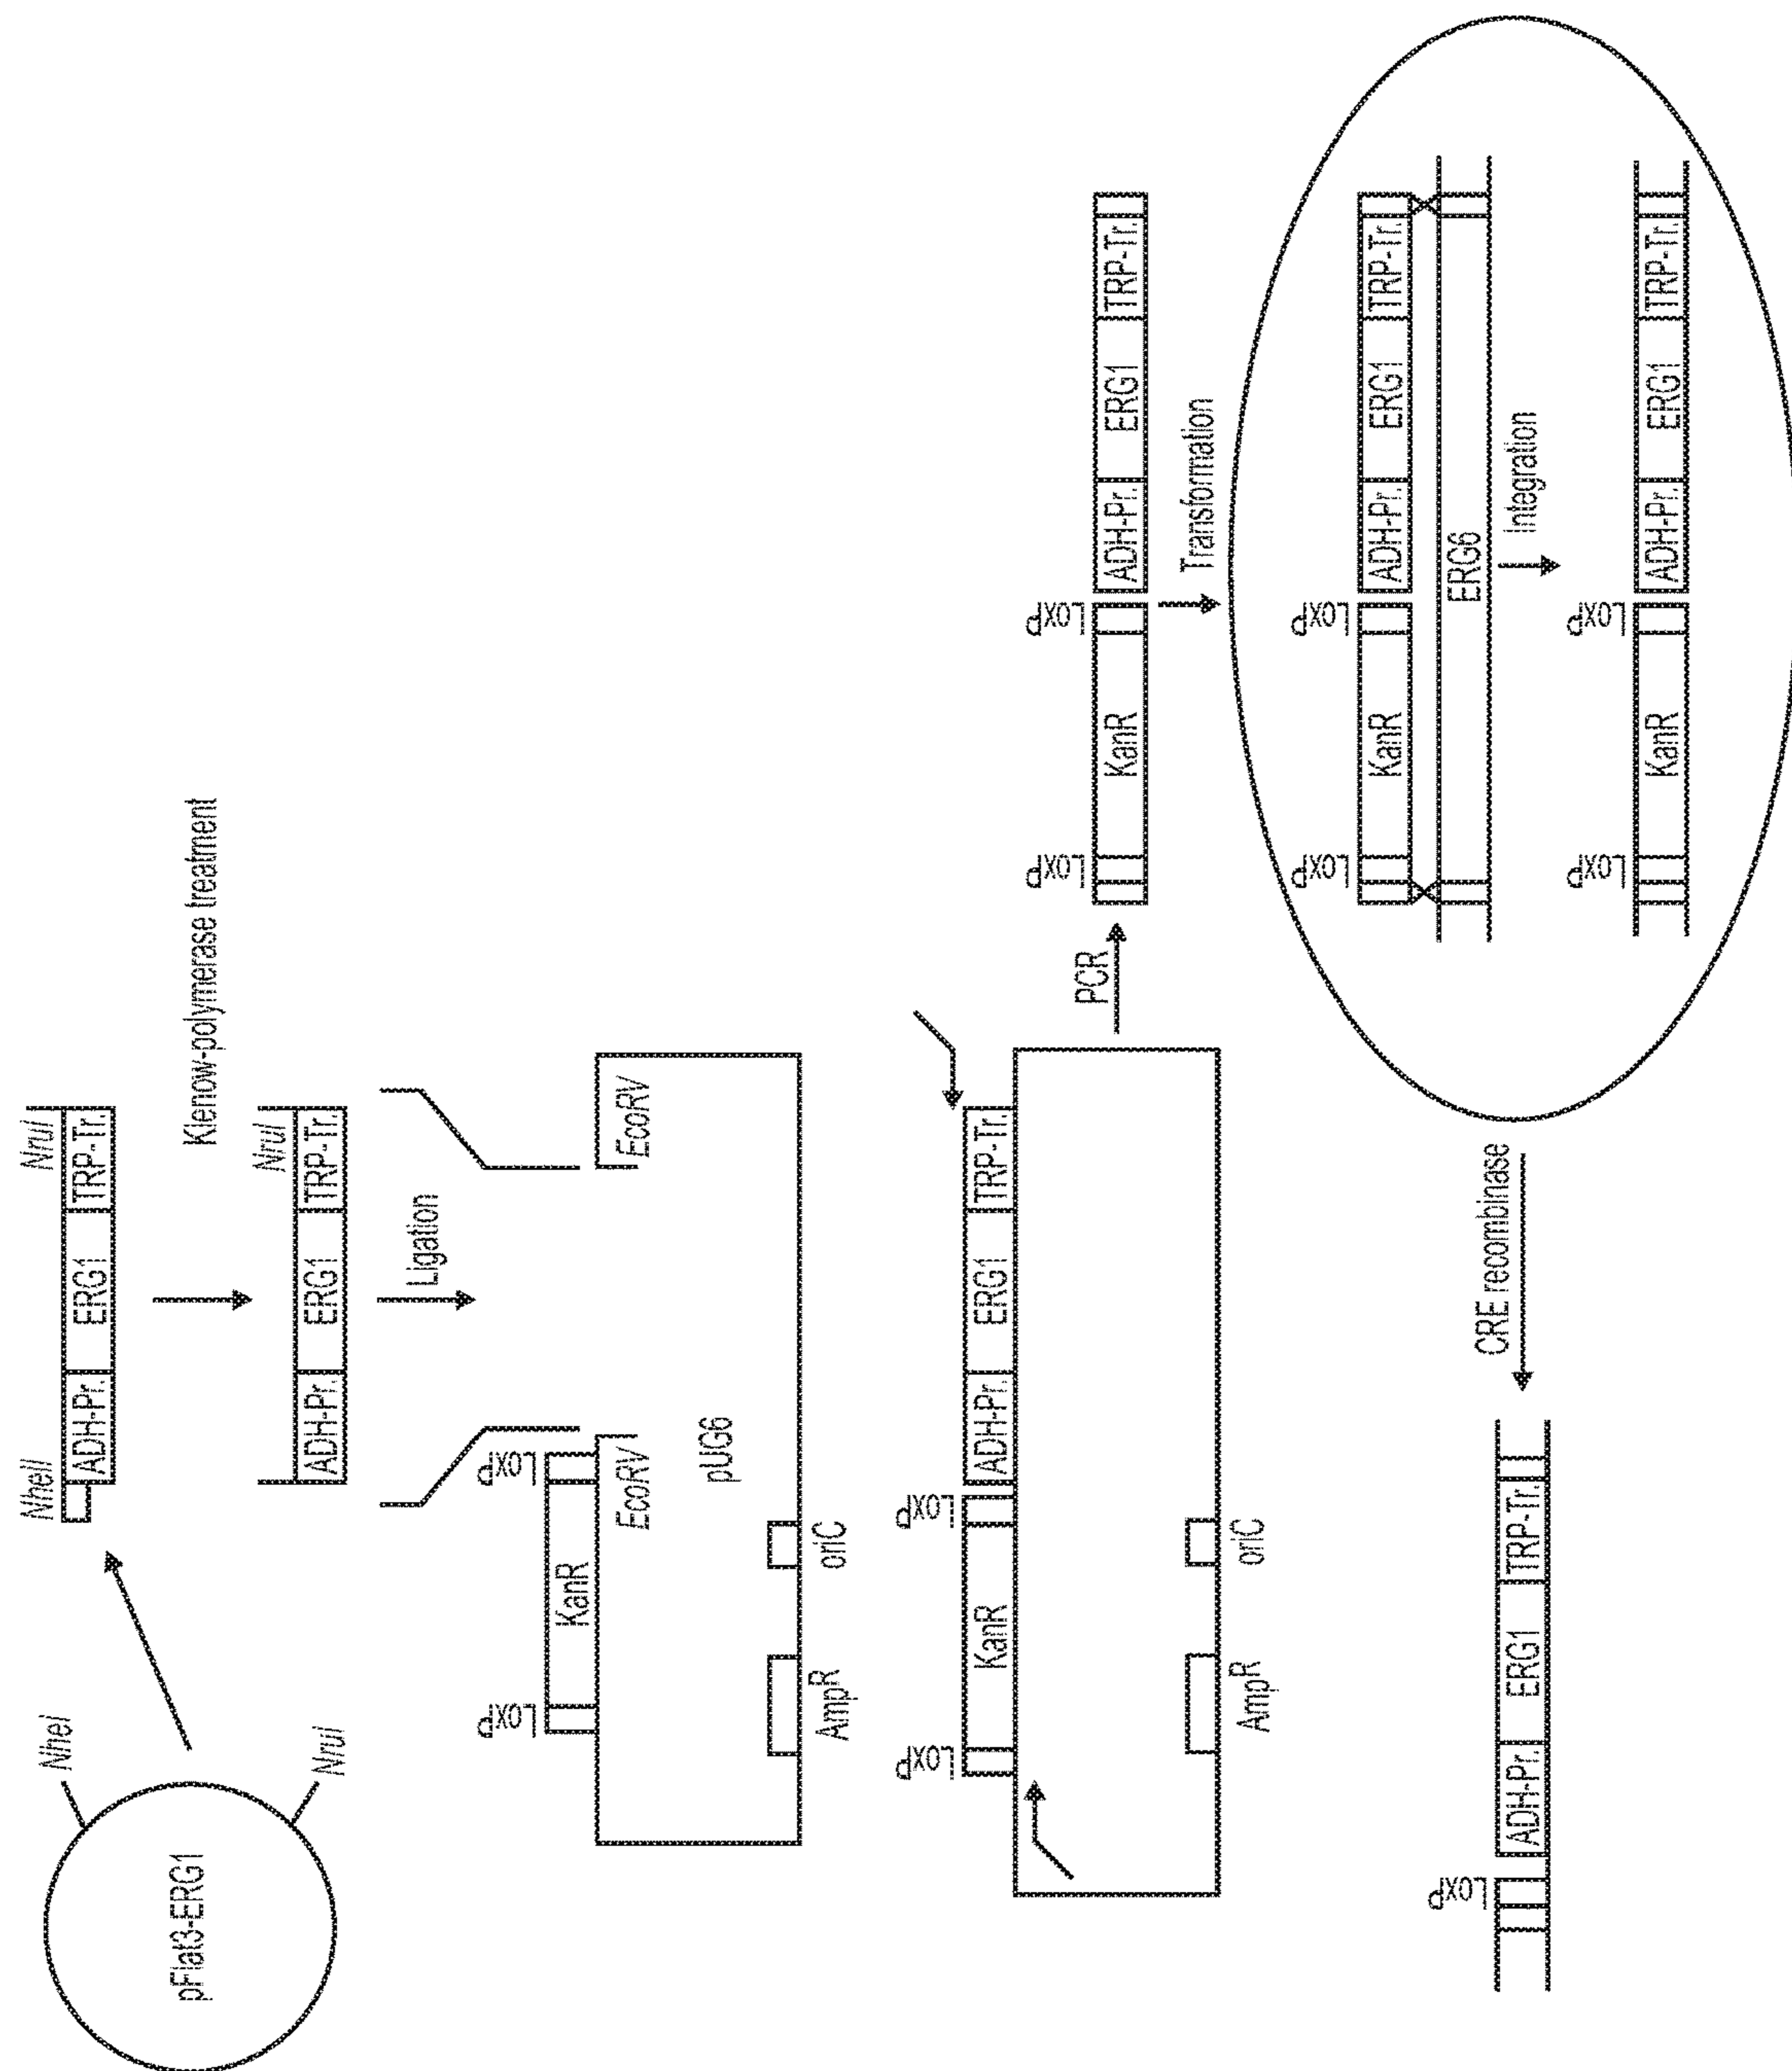 pFlat3-ERG1
NheI
NruI
NheII
NruI
ADH-Pr.
ERG1
TRP-Tr.
Klenow-polymerase treatment
NruI
ADH-Pr.
ERG1
TRP-Tr.
Ligation
LoxP
KanR
LoxP
EcoRV
EcoRV
pUG6
AmpR
oriC
LoxP
KanR
LoxP
ADH-Pr.
ERG1
TRP-Tr.
AmpR
oriC
PCR
LoxP
KanR
LoxP
ADH-Pr.
ERG1
TRP-Tr.
Transformation
LoxP
KanR
LoxP
ADH-Pr.
ERG1
TRP-Tr.
ERG6
Integration
LoxP
KanR
LoxP
ADH-Pr.
ERG1
TRP-Tr.
CRE recombinase
LoxP
ADH-Pr.
ERG1
TRP-Tr.